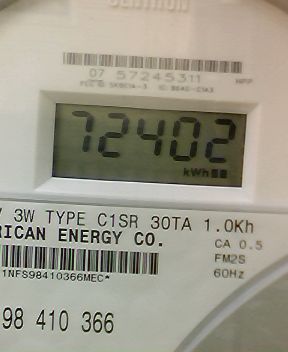 CENTRON
07 57245311
72402
kWh
V 3W TYPE C1SR 30TA 1.0Kh
RICAN ENERGY CO.
CA 0.5
FM2S
60Hz
1NFS98410366MEC*
98 410 366